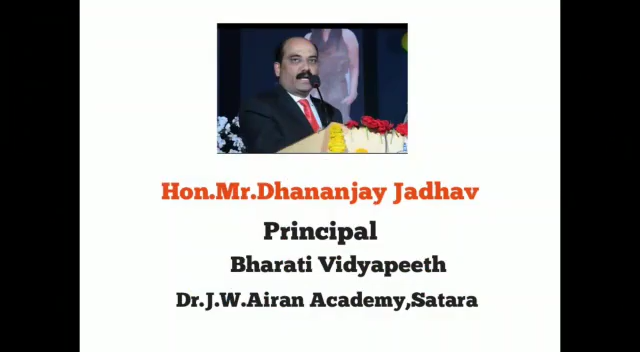 Hon.Mr.Dhananjay Jadhav
Principal
Bharati Vidyapeeth
Dr.J.W.Airan Academy,Satara